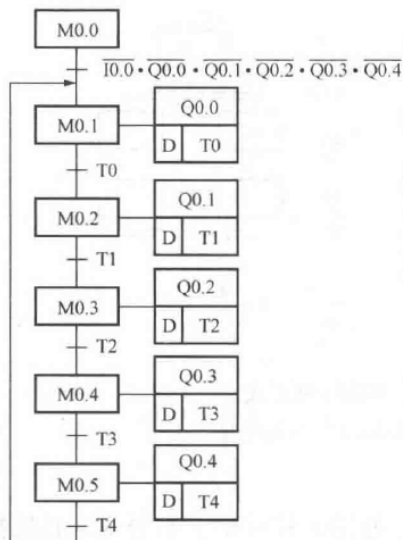 M0.0
I0.0·Q0.0·Q0.1·Q0.2·Q0.3·Q0.4
M0.1
Q0.0
D T0
T0
M0.2
Q0.1
D T1
T1
M0.3
Q0.2
D T2
T2
M0.4
Q0.3
D T3
T3
M0.5
Q0.4
D T4
T4